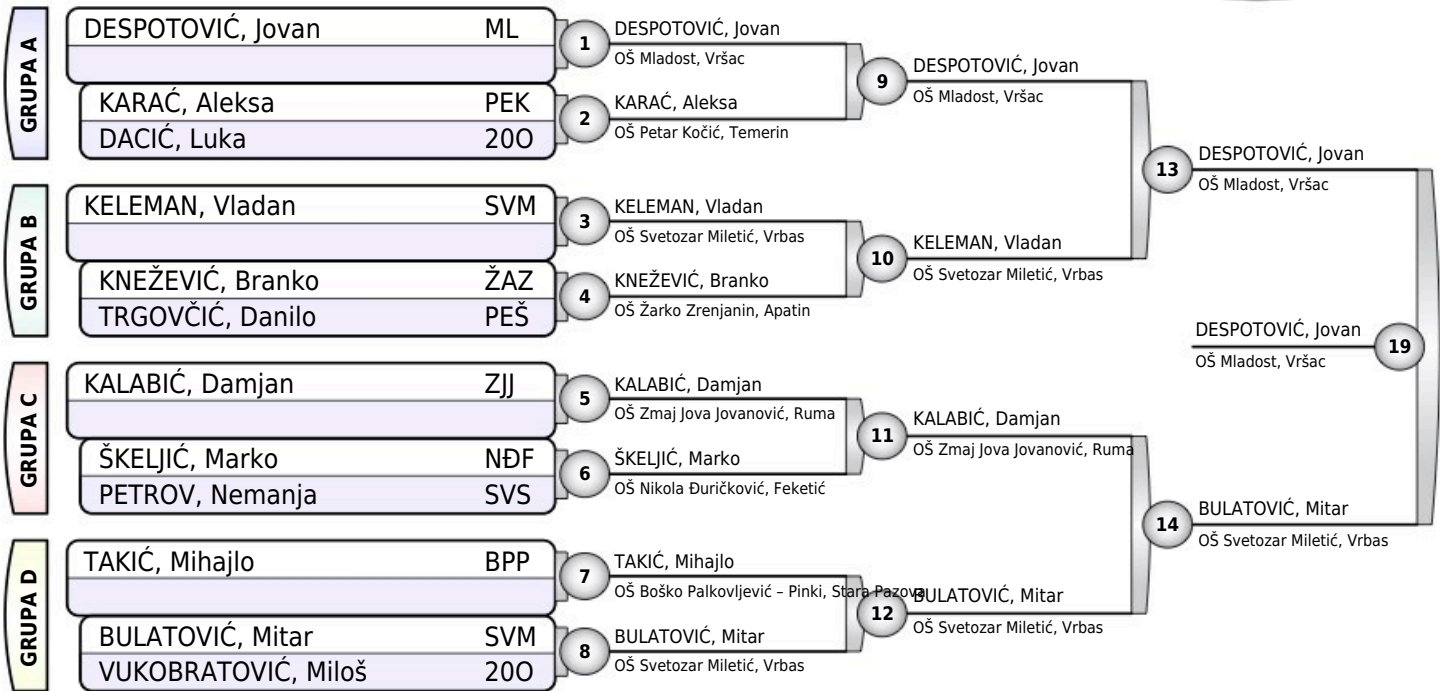 GRUPA A
DESPOTOVIĆ, Jovan ML
KARAĆ, Aleksa PEK
DACIĆ, Luka 20O
GRUPA B
KELEMAN, Vladan SVM
KNEŽEVIĆ, Branko ŽAZ
TRGOVČIĆ, Danilo PEŠ
GRUPA C
KALABIĆ, Damjan ZJJ
ŠKELJIĆ, Marko NĐF
PETROV, Nemanja SVS
GRUPA D
TAKIĆ, Mihajlo BPP
BULATOVIĆ, Mitar SVM
VUKOBRATOVIĆ, Miloš 20O
1
DESPOTOVIĆ, Jovan
OŠ Mladost, Vršac
2
KARAĆ, Aleksa
OŠ Petar Kočić, Temerin
3
KELEMAN, Vladan
OŠ Svetozar Miletić, Vrbas
4
KNEŽEVIĆ, Branko
OŠ Žarko Zrenjanin, Apatin
5
KALABIĆ, Damjan
OŠ Zmaj Jova Jovanović, Ruma
6
ŠKELJIĆ, Marko
OŠ Nikola Đuričković, Feketić
7
TAKIĆ, Mihajlo
OŠ Boško Palkovljević – Pinki, Stara Pazova
8
BULATOVIĆ, Mitar
OŠ Svetozar Miletić, Vrbas
9
DESPOTOVIĆ, Jovan
OŠ Mladost, Vršac
10
KELEMAN, Vladan
OŠ Svetozar Miletić, Vrbas
11
KALABIĆ, Damjan
OŠ Zmaj Jova Jovanović, Ruma
12
BULATOVIĆ, Mitar
OŠ Svetozar Miletić, Vrbas
13
DESPOTOVIĆ, Jovan
OŠ Mladost, Vršac
14
BULATOVIĆ, Mitar
OŠ Svetozar Miletić, Vrbas
DESPOTOVIĆ, Jovan
OŠ Mladost, Vršac
19